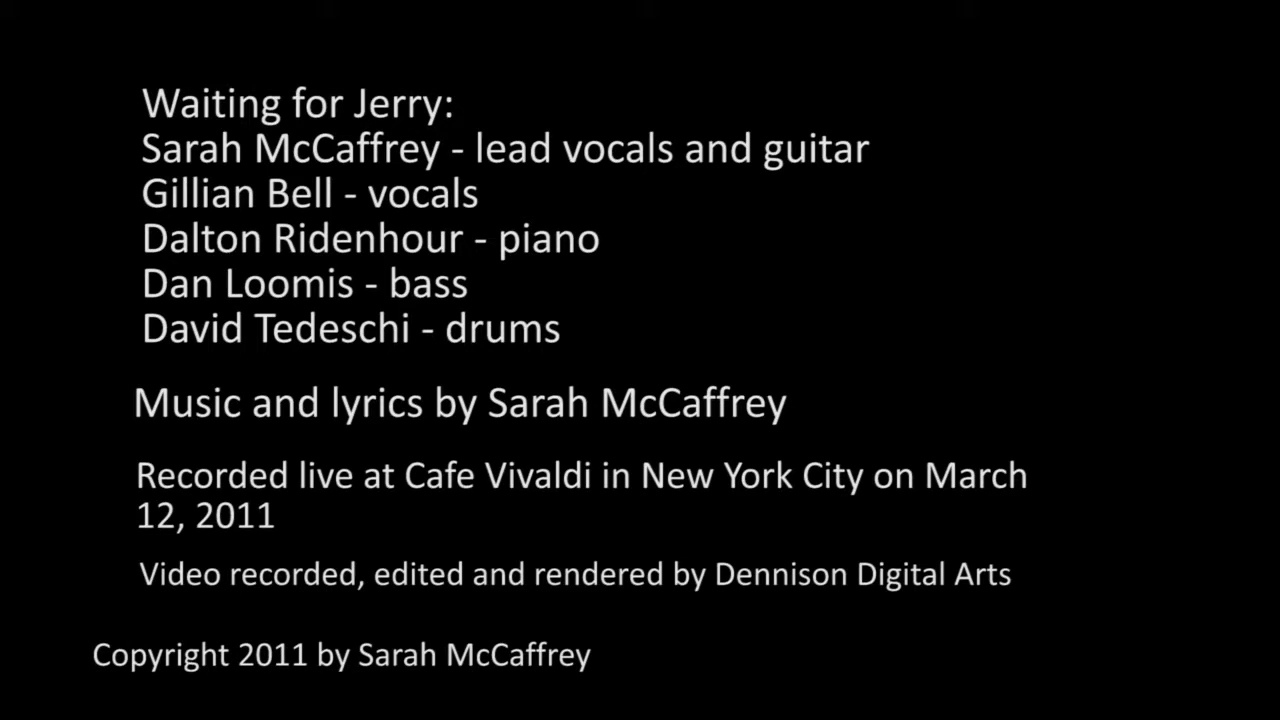 Waiting for Jerry:
Sarah McCaffrey - lead vocals and guitar
Gillian Bell - vocals
Dalton Ridenhour - piano
Dan Loomis - bass
David Tedeschi - drums
Music and lyrics by Sarah McCaffrey
Recorded live at Cafe Vivaldi in New York City on March
12, 2011
Video recorded, edited and rendered by Dennison Digital Arts
Copyright 2011 by Sarah McCaffrey